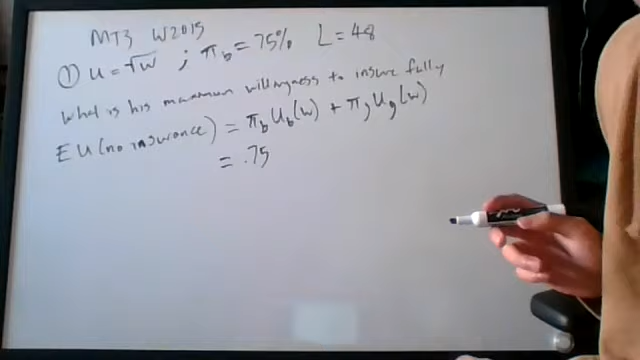 MT3 W2015
① u = √w ; π_b = 75% L = 48
What is his maximum willingness to insure fully
EU(no insurance) = π_b U_b(w) + π_g U_g(w)
= .75